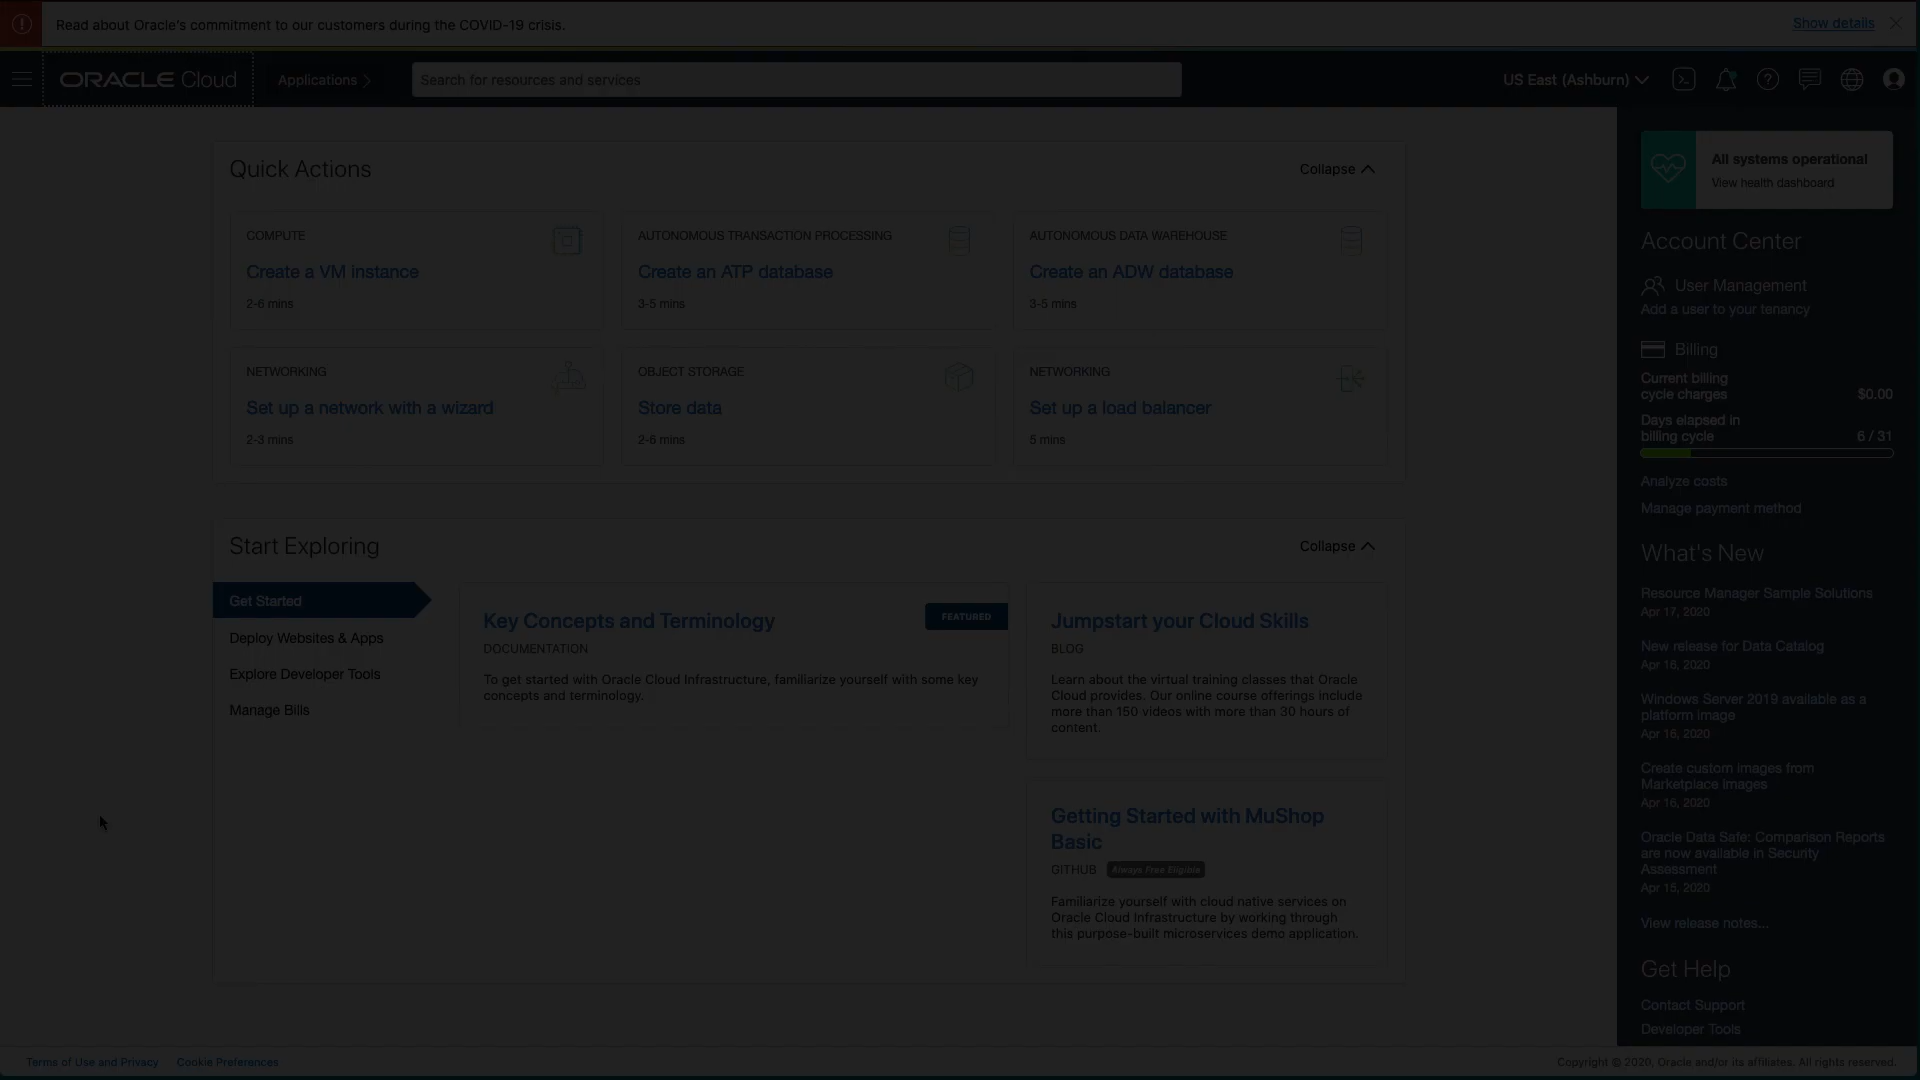 Read about Oracle's commitment to our customers during the COVID-19 crisis.
Show details
ORACLE Cloud
Applications
Search for resources and services
US East (Ashburn)
Quick Actions
Collapse
COMPUTE
Create a VM instance
2-6 mins
AUTONOMOUS TRANSACTION PROCESSING
Create an ATP database
3-5 mins
AUTONOMOUS DATA WAREHOUSE
Create an ADW database
3-5 mins
NETWORKING
Set up a network with a wizard
2-3 mins
OBJECT STORAGE
Store data
2-6 mins
NETWORKING
Set up a load balancer
5 mins
Start Exploring
Collapse
Get Started
Deploy Websites & Apps
Explore Developer Tools
Manage Bills
Key Concepts and Terminology
FEATURED
DOCUMENTATION
To get started with Oracle Cloud Infrastructure, familiarize yourself with some key
concepts and terminology.
Jumpstart your Cloud Skills
BLOG
Learn about the virtual training classes that Oracle
Cloud provides. Our online course offerings include
more than 150 videos with more than 30 hours of
content.
Getting Started with MuShop
Basic
GITHUB
Always Free Eligible
Familiarize yourself with cloud native services on
Oracle Cloud Infrastructure by working through
this purpose-built microservices demo application.
All systems operational
View health dashboard
Account Center
User Management
Add a user to your tenancy
Billing
Current billing
cycle charges
$0.00
Days elapsed in
billing cycle
6 / 31
Analyze costs
Manage payment method
What's New
Resource Manager Sample Solutions
Apr 17, 2020
New release for Data Catalog
Apr 16, 2020
Windows Server 2019 available as a
platform image
Apr 16, 2020
Create custom images from
Marketplace images
Apr 16, 2020
Oracle Data Safe: Comparison Reports
are now available in Security
Assessment
Apr 15, 2020
View release notes...
Get Help
Contact Support
Developer Tools
Terms of Use and Privacy
Cookie Preferences
Copyright © 2020, Oracle and/or its affiliates. All rights reserved.